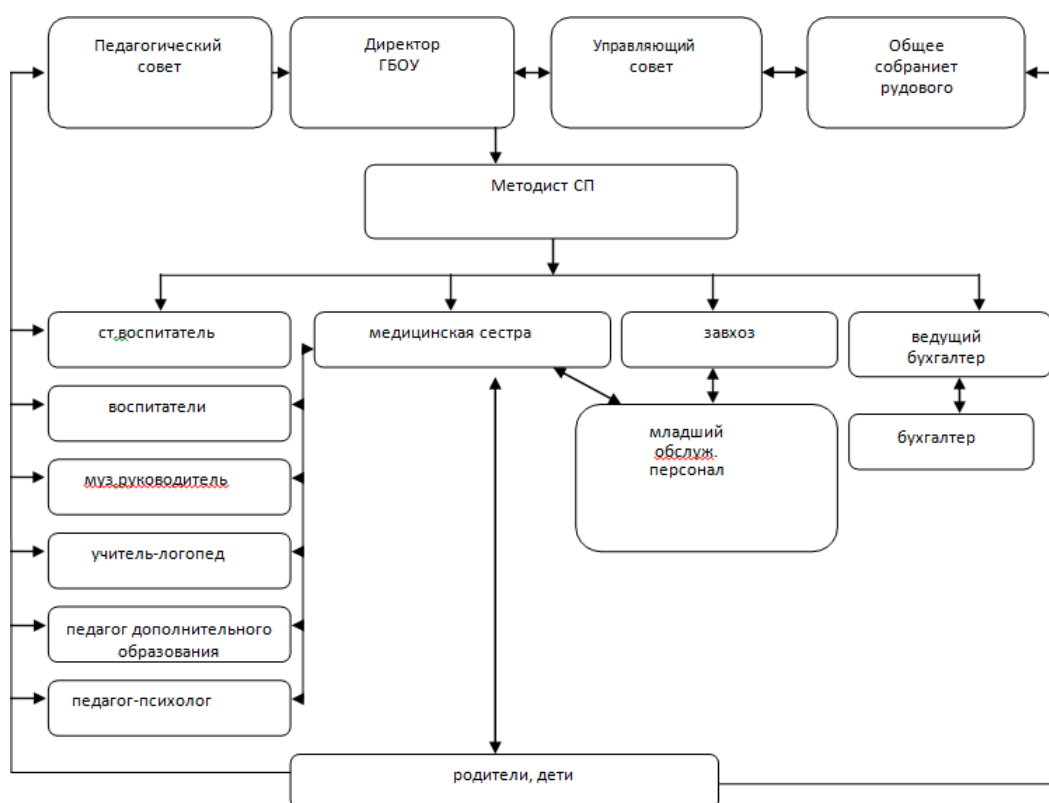 Педагогический
совет
Директор
ГБОУ
Управляющий
совет
Общее
собраниет
рудового
Методист СП
ст.воспитатель
медицинская сестра
завхоз
ведущий
бухгалтер
воспитатели
младший
обслуж.
персонал
бухгалтер
муз.руководитель
учитель-логопед
педагог дополнительного
образования
педагог-психолог
родители, дети